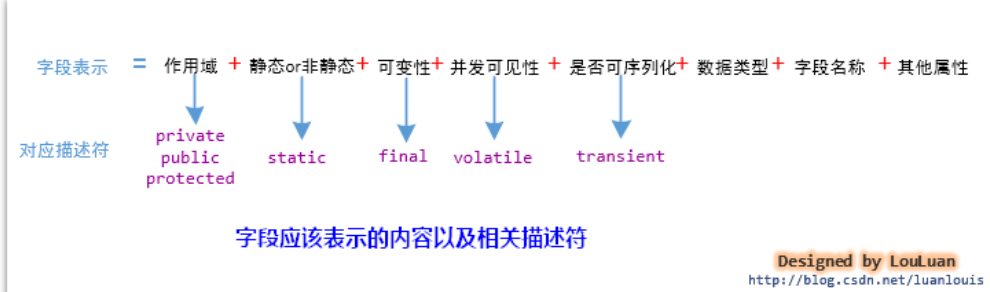 字段表示 = 作用域 + 静态or非静态 + 可变性 + 并发可见性 + 是否可序列化 + 数据类型 + 字段名称 + 其他属性
对应描述符
private
public
protected
static
final
volatile
transient
字段应该表示的内容以及相关描述符
Designed by LouLuan
http://blog.csdn.net/luanlouis